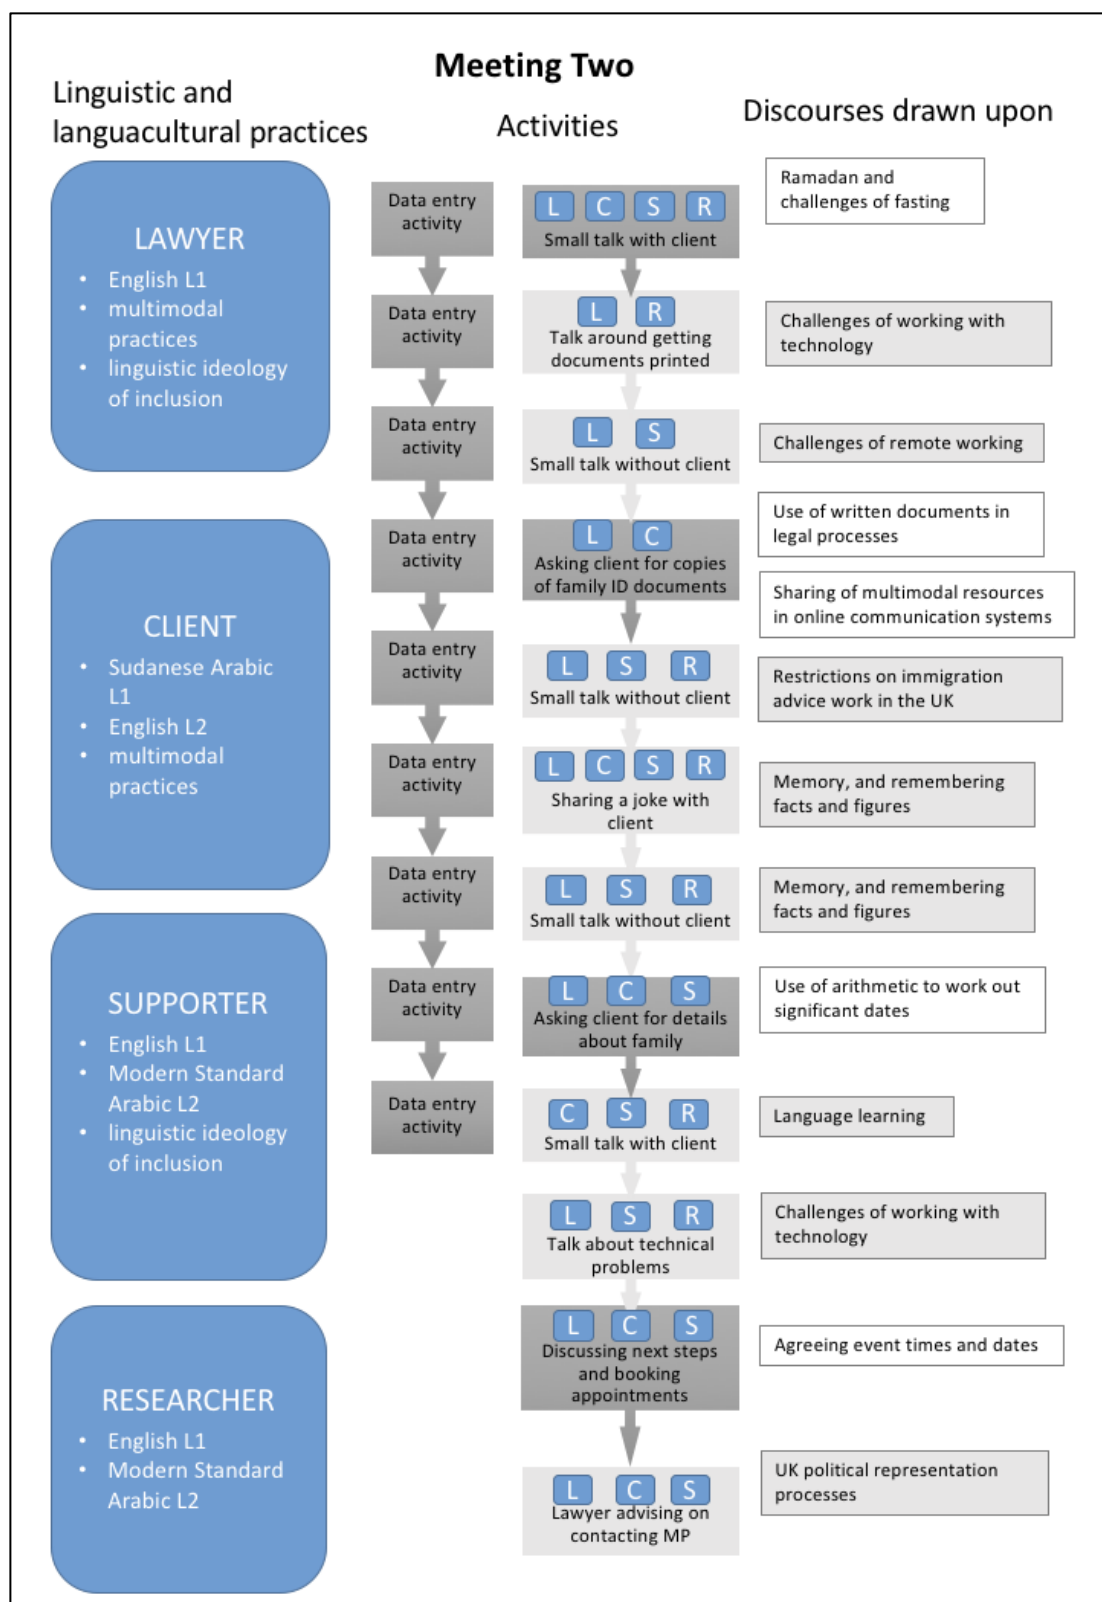 Meeting Two
Linguistic and
languacultural practices
Activities
Discourses drawn upon
LAWYER
• English L1
• multimodal
practices
• linguistic ideology
of inclusion
CLIENT
• Sudanese Arabic
L1
• English L2
• multimodal
practices
SUPPORTER
• English L1
• Modern Standard
Arabic L2
• linguistic ideology
of inclusion
RESEARCHER
• English L1
• Modern Standard
Arabic L2
Data entry
activity
Data entry
activity
Data entry
activity
Data entry
activity
Data entry
activity
Data entry
activity
Data entry
activity
Data entry
activity
Data entry
activity
L C S R
Small talk with client
L R
Talk around getting
documents printed
L S
Small talk without client
L C
Asking client for copies
of family ID documents
L S R
Small talk without client
L C S R
Sharing a joke with
client
L S R
Small talk without client
L C S
Asking client for details
about family
C S R
Small talk with client
L S R
Talk about technical
problems
L C S
Discussing next steps
and booking
appointments
L C S
Lawyer advising on
contacting MP
Ramadan and
challenges of fasting
Challenges of working with
technology
Challenges of remote working
Use of written documents in
legal processes
Sharing of multimodal resources
in online communication systems
Restrictions on immigration
advice work in the UK
Memory, and remembering
facts and figures
Memory, and remembering
facts and figures
Use of arithmetic to work out
significant dates
Language learning
Challenges of working with
technology
Agreeing event times and dates
UK political representation
processes